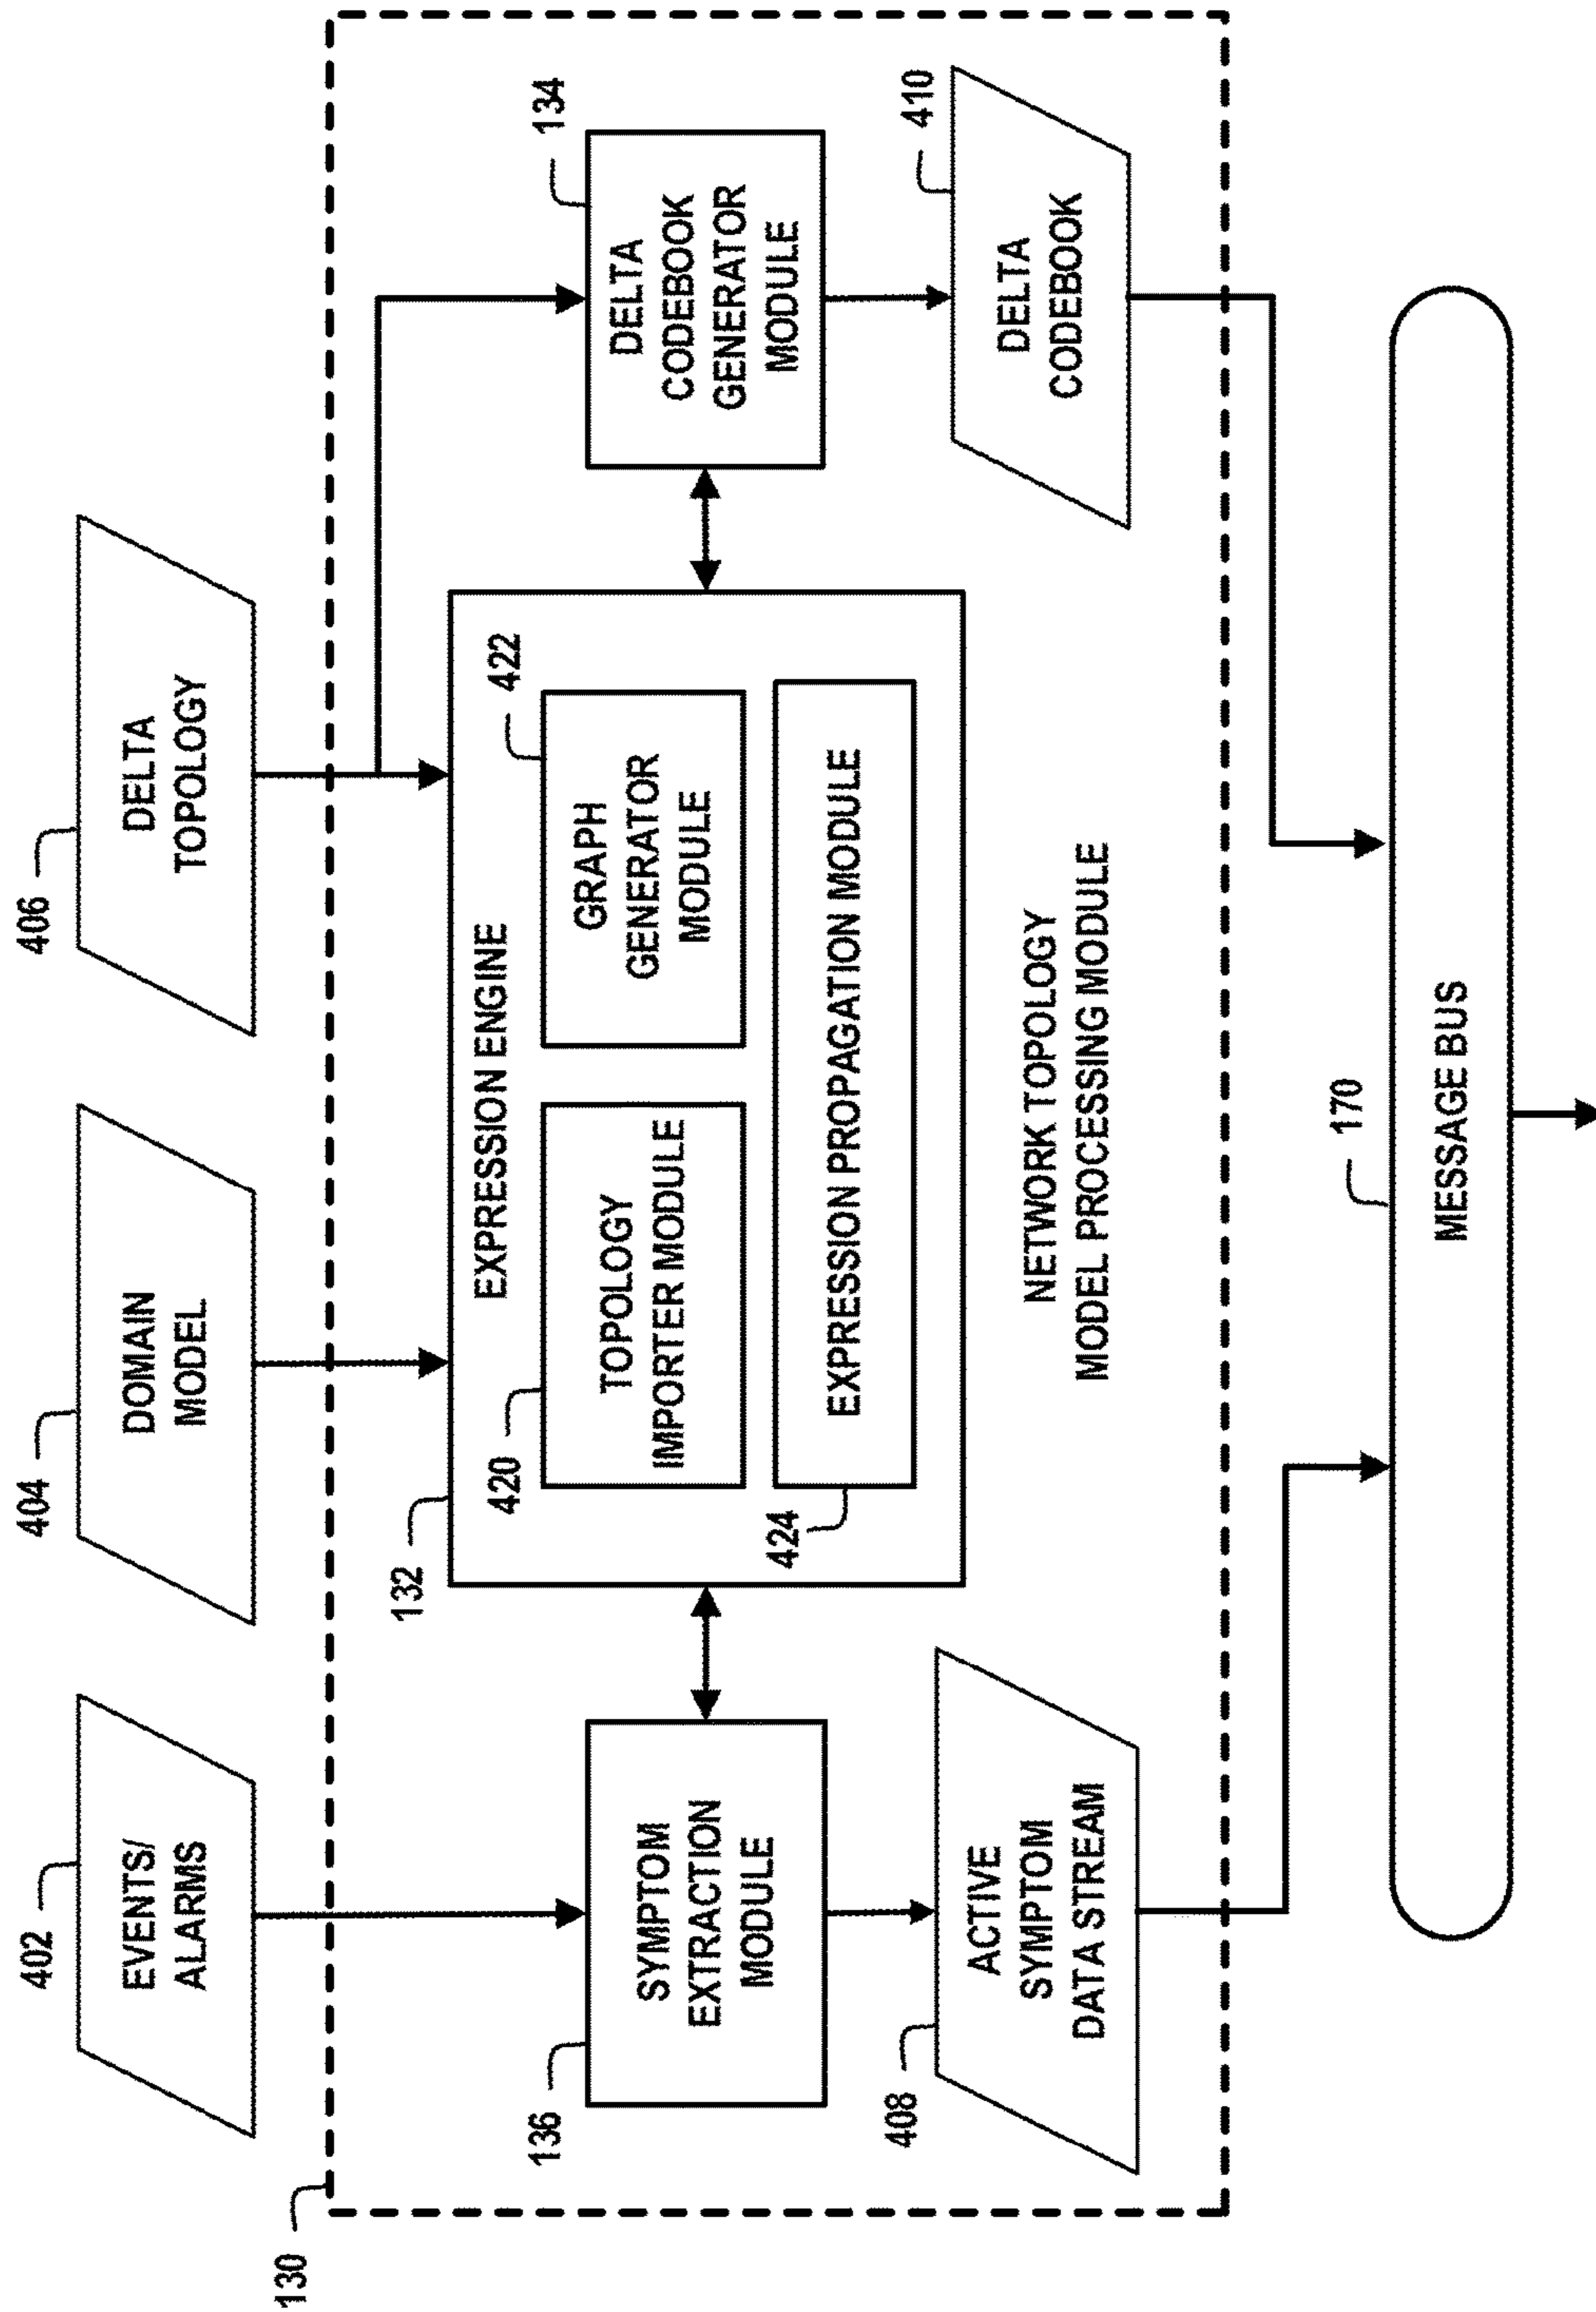 402
EVENTS/
ALARMS
404
DOMAIN
MODEL
406
DELTA
TOPOLOGY
130
132
EXPRESSION ENGINE
136
SYMPTOM
EXTRACTION
MODULE
420
TOPOLOGY
IMPORTER MODULE
422
GRAPH
GENERATOR
MODULE
424
EXPRESSION PROPAGATION MODULE
134
DELTA
CODEBOOK
GENERATOR
MODULE
408
ACTIVE
SYMPTOM
DATA STREAM
NETWORK TOPOLOGY
MODEL PROCESSING MODULE
410
DELTA
CODEBOOK
170
MESSAGE BUS